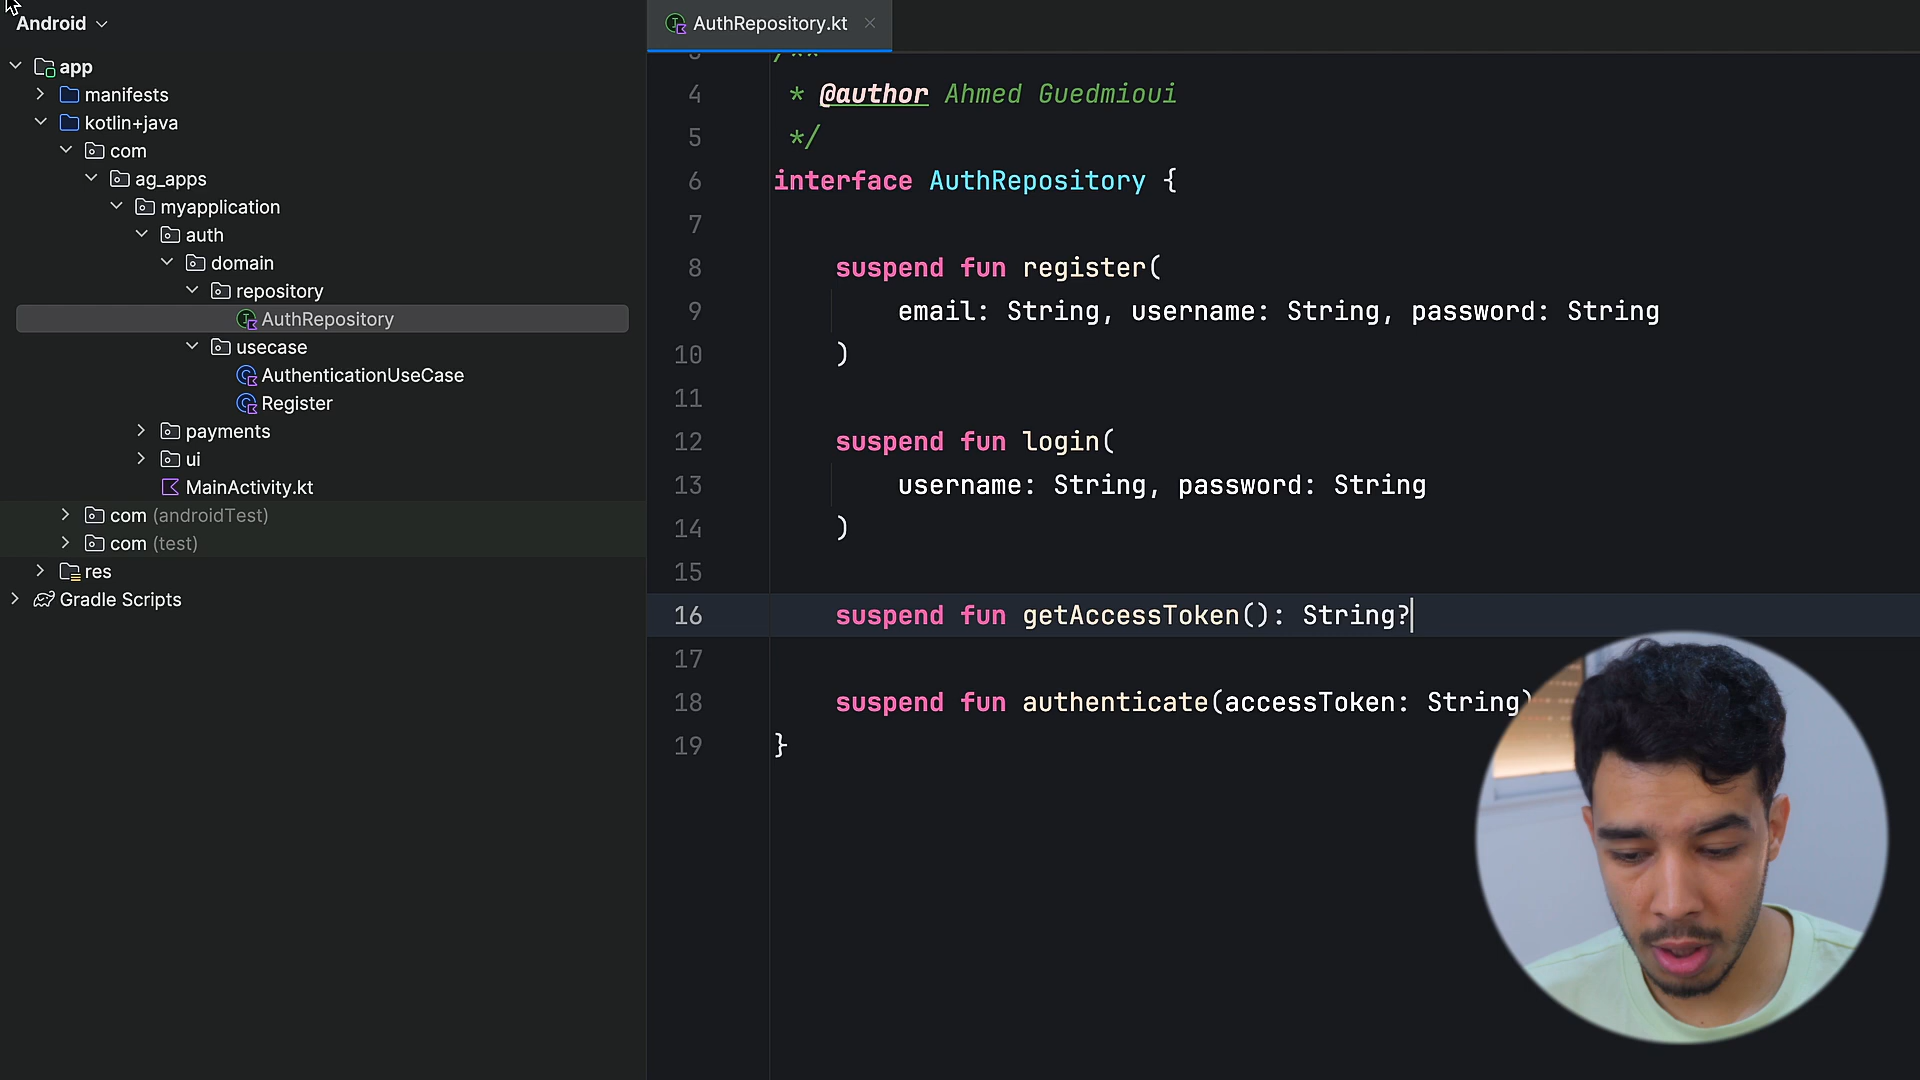 Android
app
manifests
kotlin+java
com
ag_apps
myapplication
auth
domain
repository
AuthRepository
usecase
AuthenticationUseCase
Register
payments
ui
MainActivity.kt
com (androidTest)
com (test)
res
Gradle Scripts
AuthRepository.kt
3 /**
4 * @author Ahmed Guedmioui
5 */
6 interface AuthRepository {
7
8 suspend fun register(
9 email: String, username: String, password: String
10 )
11
12 suspend fun login(
13 username: String, password: String
14 )
15
16 suspend fun getAccessToken(): String?
17
18 suspend fun authenticate(accessToken: String)
19 }